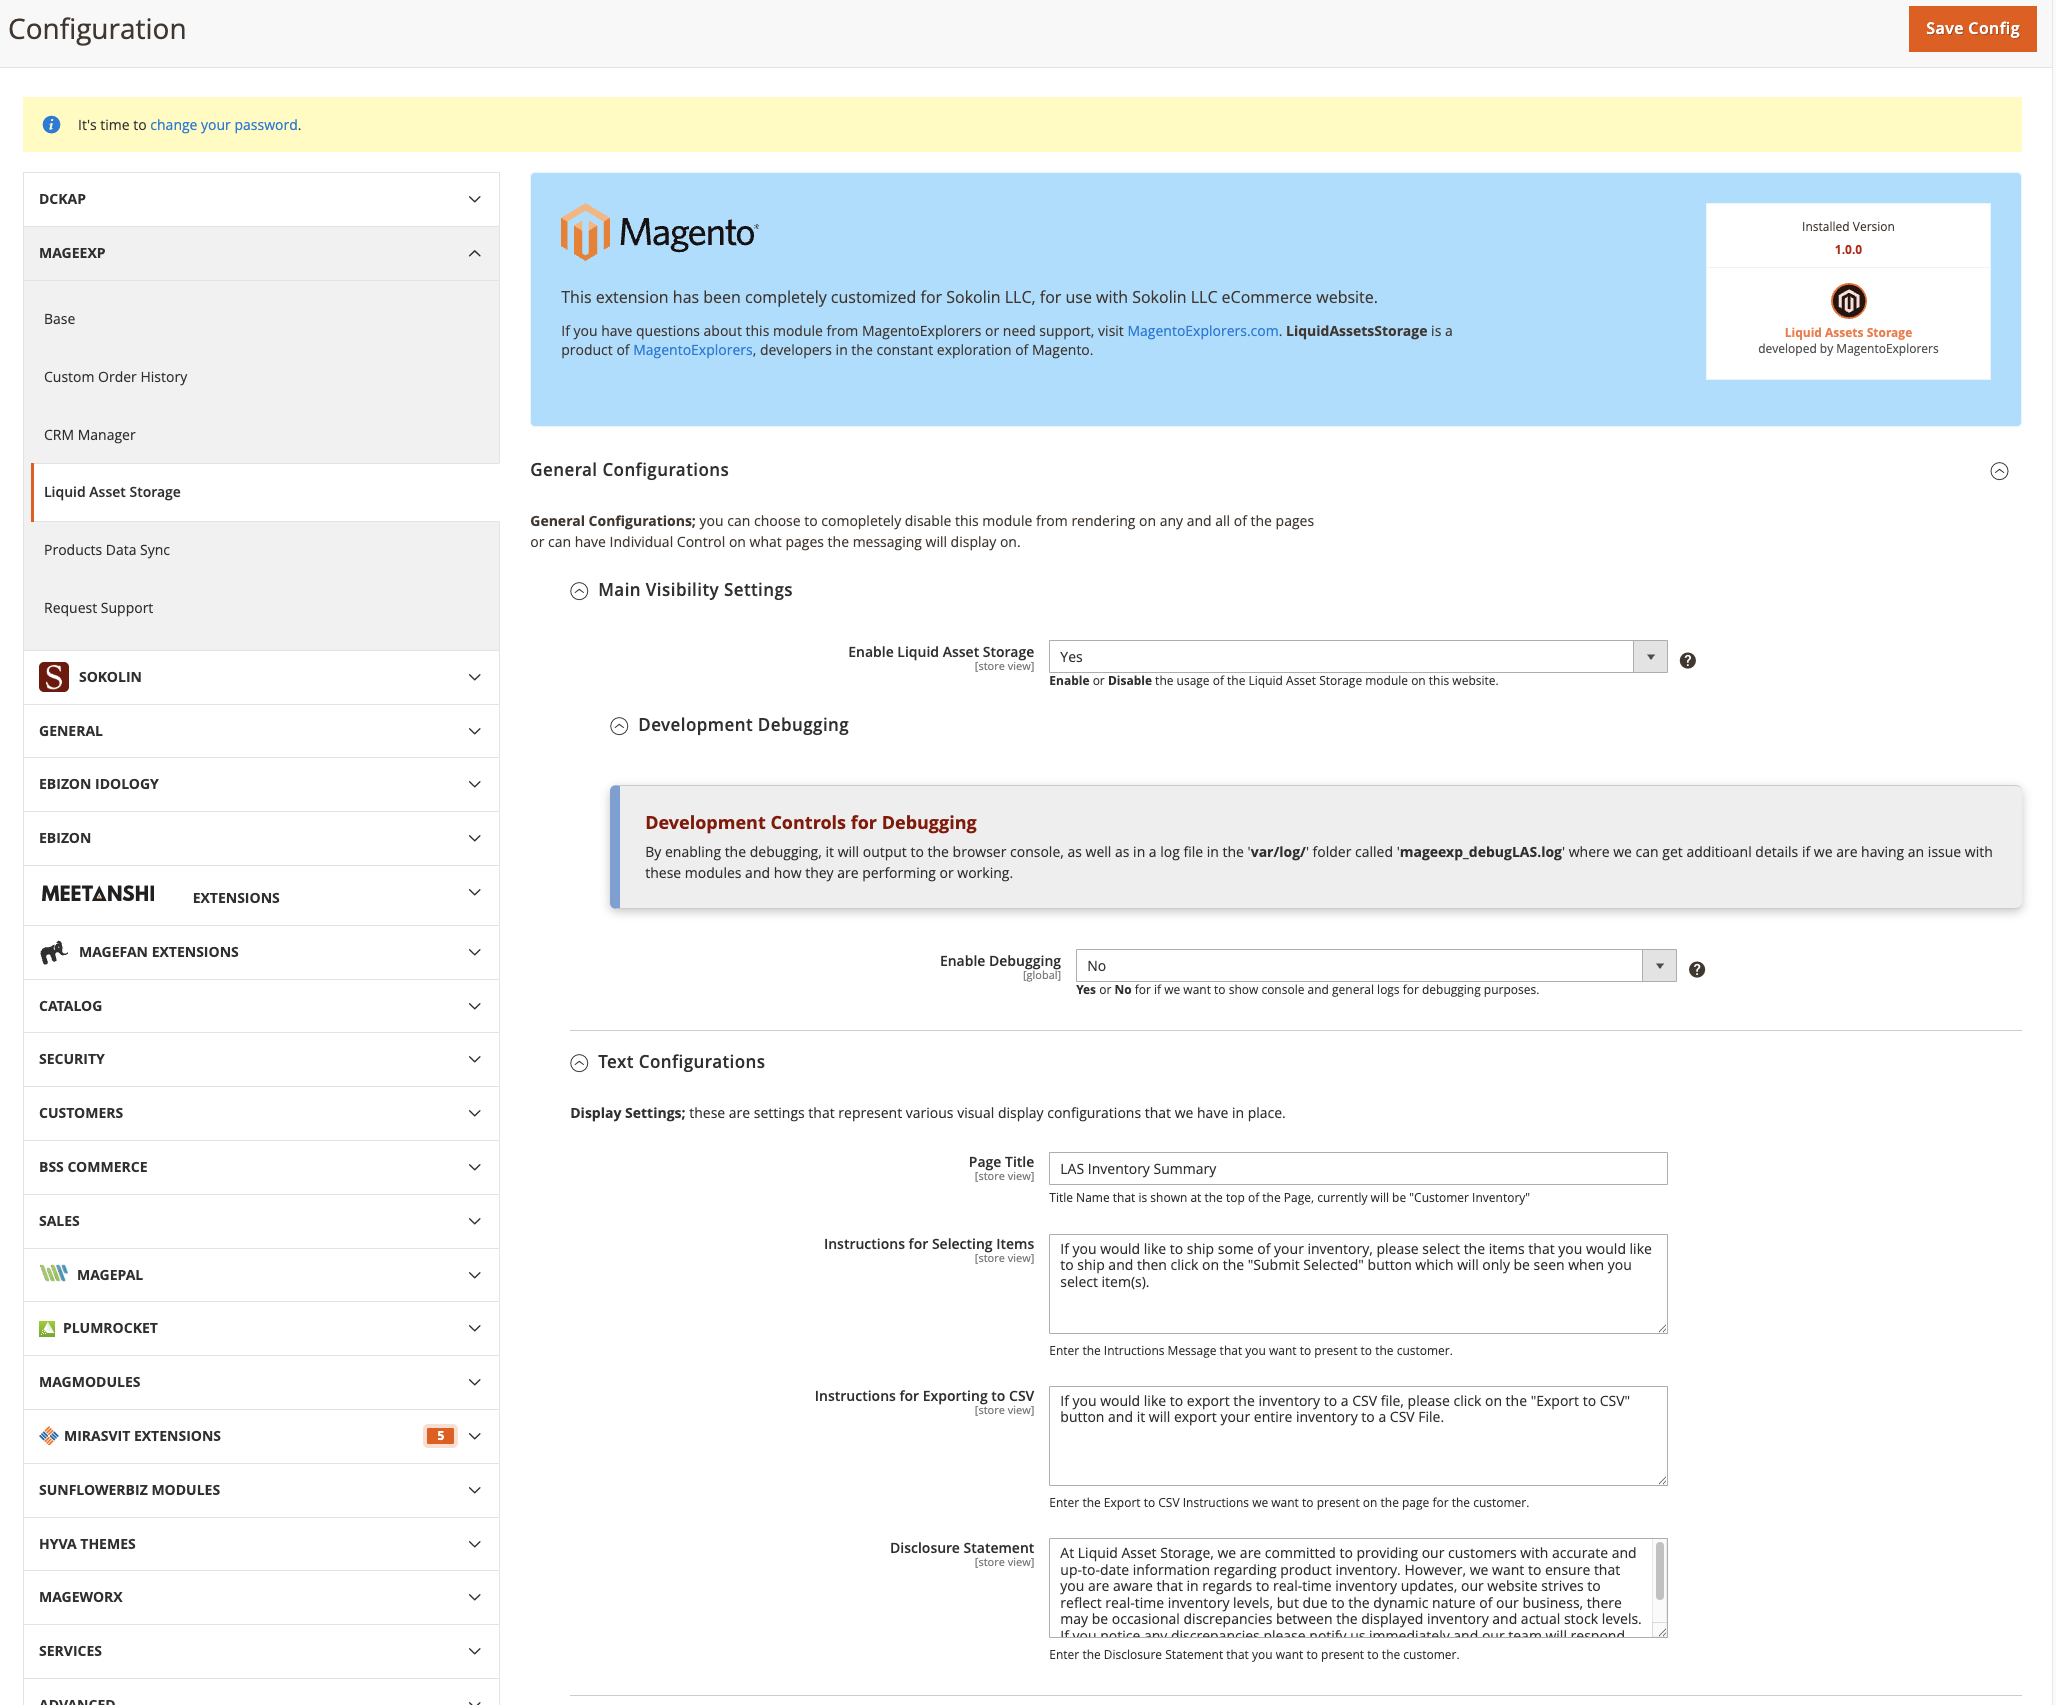 Configuration
Save Config
It's time to change your password.
DCKAP
MAGEEXP
Base
Custom Order History
CRM Manager
Liquid Asset Storage
Products Data Sync
Request Support
S SOKOLIN
GENERAL
EBIZON IDOLOGY
EBIZON
MEETANSHI EXTENSIONS
MAGEFAN EXTENSIONS
CATALOG
SECURITY
CUSTOMERS
BSS COMMERCE
SALES
MAGEPAL
PLUMROCKET
MAGMODULES
MIRASVIT EXTENSIONS 5
SUNFLOWERBIZ MODULES
HYVA THEMES
MAGEWORX
SERVICES
ADVANCED
Magento
This extension has been completely customized for Sokolin LLC, for use with Sokolin LLC eCommerce website.
If you have questions about this module from MagentoExplorers or need support, visit MagentoExplorers.com. LiquidAssetsStorage is a
product of MagentoExplorers, developers in the constant exploration of Magento.
Installed Version
1.0.0
Liquid Assets Storage
developed by MagentoExplorers
General Configurations
General Configurations; you can choose to comopletely disable this module from rendering on any and all of the pages
or can have Individual Control on what pages the messaging will display on.
Main Visibility Settings
Enable Liquid Asset Storage
[store view]
Yes
?
Enable or Disable the usage of the Liquid Asset Storage module on this website.
Development Debugging
Development Controls for Debugging
By enabling the debugging, it will output to the browser console, as well as in a log file in the 'var/log/' folder called 'mageexp_debugLAS.log' where we can get additioanl details if we are having an issue with
these modules and how they are performing or working.
Enable Debugging
[global]
No
?
Yes or No for if we want to show console and general logs for debugging purposes.
Text Configurations
Display Settings; these are settings that represent various visual display configurations that we have in place.
Page Title
[store view]
LAS Inventory Summary
Title Name that is shown at the top of the Page, currently will be "Customer Inventory"
Instructions for Selecting Items
[store view]
If you would like to ship some of your inventory, please select the items that you would like
to ship and then click on the "Submit Selected" button which will only be seen when you
select item(s).
Enter the Intructions Message that you want to present to the customer.
Instructions for Exporting to CSV
[store view]
If you would like to export the inventory to a CSV file, please click on the "Export to CSV"
button and it will export your entire inventory to a CSV File.
Enter the Export to CSV Instructions we want to present on the page for the customer.
Disclosure Statement
[store view]
At Liquid Asset Storage, we are committed to providing our customers with accurate and
up-to-date information regarding product inventory. However, we want to ensure that
you are aware that in regards to real-time inventory updates, our website strives to
reflect real-time inventory levels, but due to the dynamic nature of our business, there
may be occasional discrepancies between the displayed inventory and actual stock levels.
If you notice any discrepancies please notify us immediately and our team will respond
Enter the Disclosure Statement that you want to present to the customer.